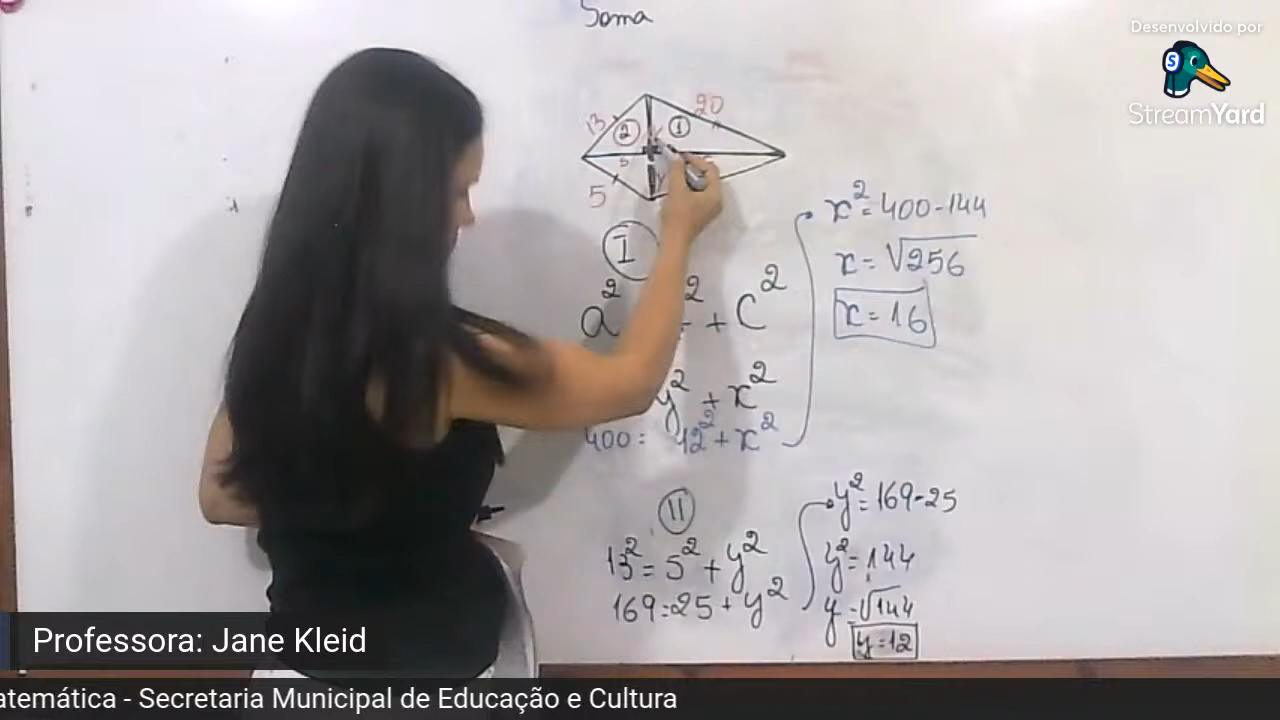 Soma
Desenvolvido por
StreamYard
20
13
2
1
5
5
I
a² ² + c²
y² + x²
400 = 12² + x²
x² = 400 - 144
x = √256
x = 16
II
13² = 5² + y²
169 = 25 + y²
y² = 169 - 25
y² = 144
y = √144
y = 12
Professora: Jane Kleid
atemática - Secretaria Municipal de Educação e Cultura